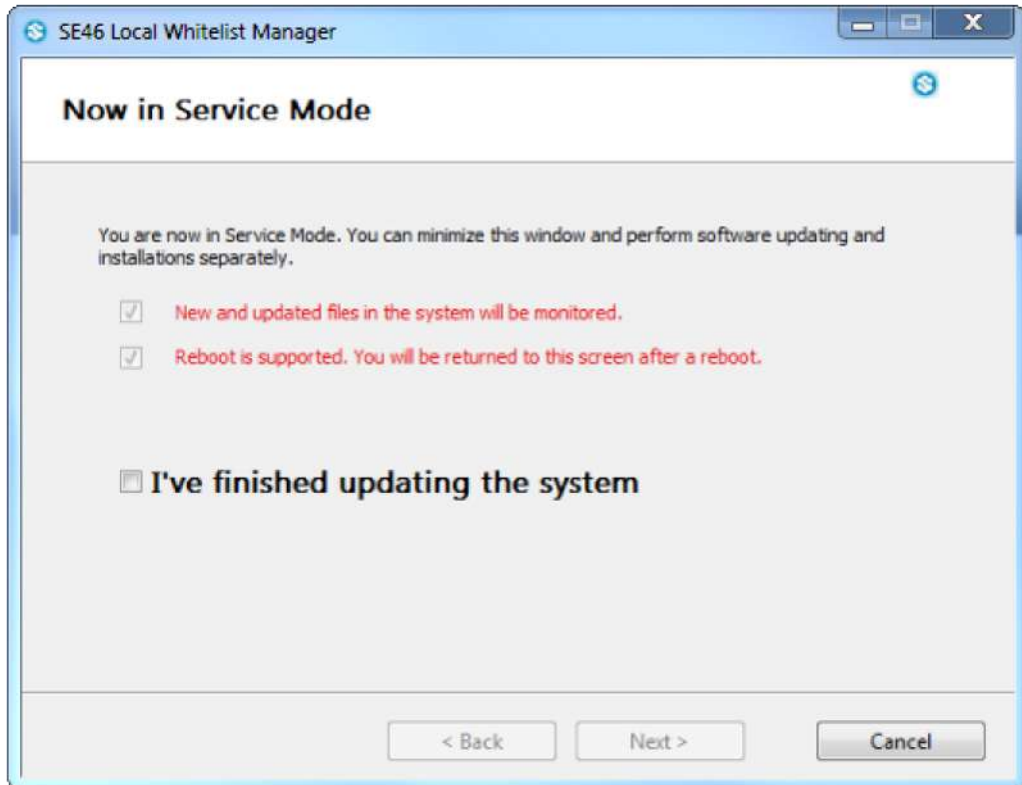 SE46 Local Whitelist Manager
Now in Service Mode
You are now in Service Mode. You can minimize this window and perform software updating and
installations separately.
New and updated files in the system will be monitored.
Reboot is supported. You will be returned to this screen after a reboot.
I've finished updating the system
< Back
Next >
Cancel